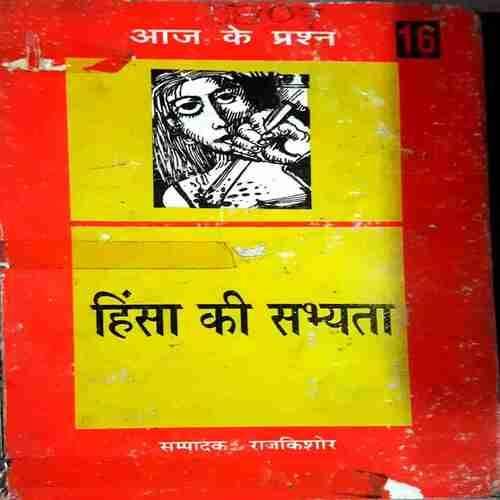 आज के प्रश्न
16
हिंसा की सभ्यता
सम्पादक राजकिशोर